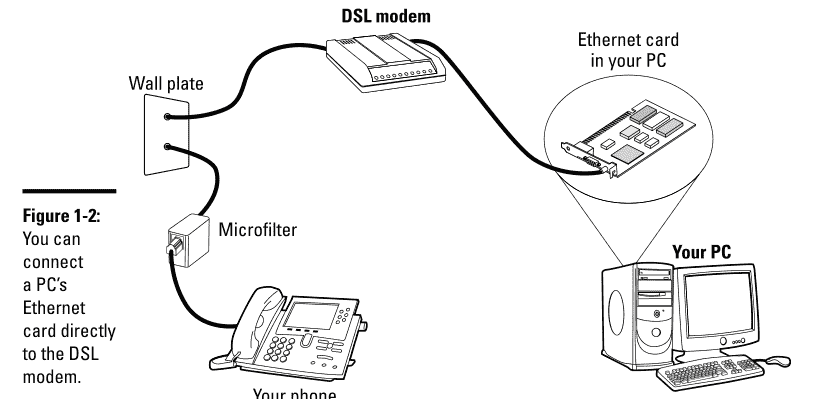 DSL modem
Ethernet card
in your PC
Wall plate
Microfilter
Figure 1-2:
You can
connect
a PC's
Ethernet
card directly
to the DSL
modem.
Your PC
Your phone